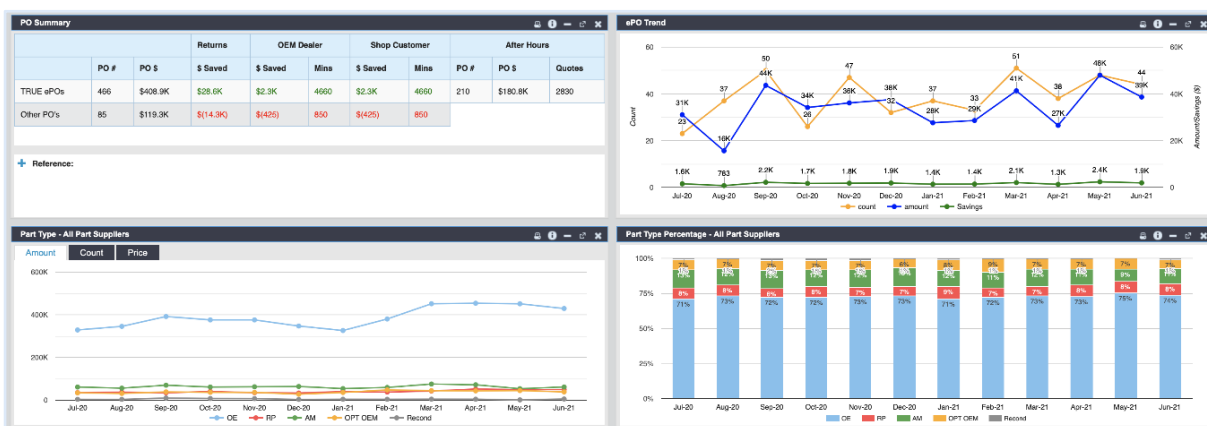 PO Summary
Returns OEM Dealer Shop Customer After Hours
PO # PO $ $ Saved $ Saved Mins $ Saved Mins PO # PO $ Quotes
TRUE ePOs 466 $408.9K $28.6K $2.3K 4660 $2.3K 4660 210 $180.8K 2830
Other PO's 85 $119.3K $(14.3K) $(425) 850 $(425) 850
Reference:
ePO Trend
60 60K
40 40K
20 20K
0 0
Count
Amount/Savings ($)
23 37 50 26 47 32 37 33 51 38 44
31K 16K 44K 34K 36K 38K 28K 29K 41K 27K 48K 39K
1.6K 763 2.2K 1.7K 1.8K 1.9K 1.4K 1.4K 2.1K 1.3K 2.4K 1.9K
Jul-20 Aug-20 Sep-20 Oct-20 Nov-20 Dec-20 Jan-21 Feb-21 Mar-21 Apr-21 May-21 Jun-21
count amount Savings
Part Type - All Part Suppliers
Amount Count Price
600K
400K
200K
0
Jul-20 Aug-20 Sep-20 Oct-20 Nov-20 Dec-20 Jan-21 Feb-21 Mar-21 Apr-21 May-21 Jun-21
OE RP AM OPT OEM Recond
Part Type Percentage - All Part Suppliers
100%
75%
50%
25%
0%
71% 73% 72% 73% 73% 73% 71% 72% 73% 73% 75% 74%
Jul-20 Aug-20 Sep-20 Oct-20 Nov-20 Dec-20 Jan-21 Feb-21 Mar-21 Apr-21 May-21 Jun-21
OE RP AM OPT OEM Recond